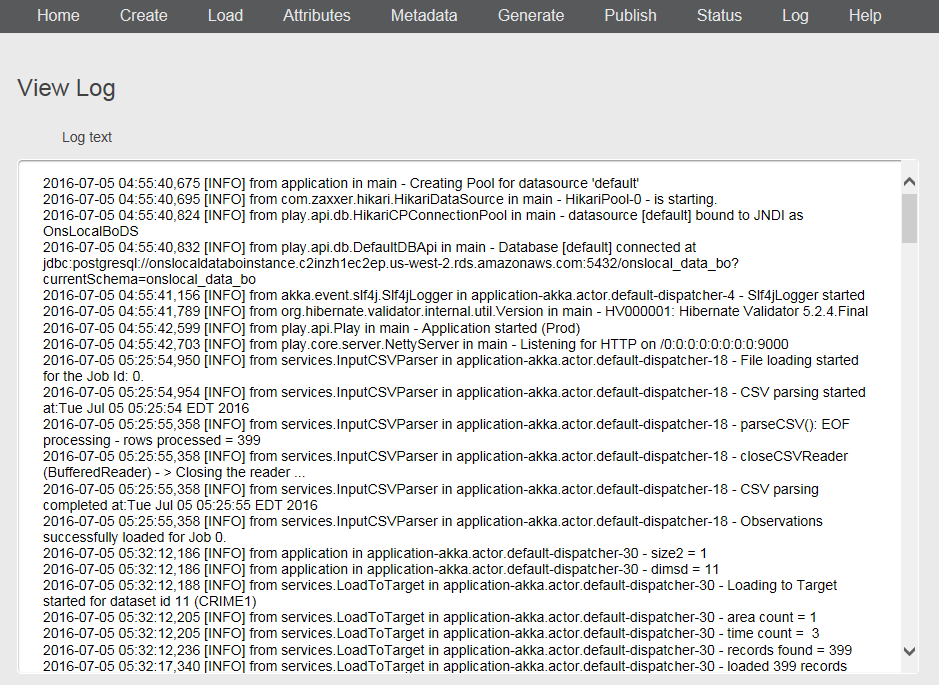 Home Create Load Attributes Metadata Generate Publish Status Log Help
View Log
Log text
2016-07-05 04:55:40,675 [INFO] from application in main - Creating Pool for datasource 'default'
2016-07-05 04:55:40,695 [INFO] from com.zaxxer.hikari.HikariDataSource in main - HikariPool-0 - is starting.
2016-07-05 04:55:40,824 [INFO] from play.api.db.HikariCPConnectionPool in main - datasource [default] bound to JNDI as
OnsLocalBoDS
2016-07-05 04:55:40,832 [INFO] from play.api.db.DefaultDBApi in main - Database [default] connected at
jdbc:postgresql://onslocaldataboinstance.c2inzh1ec2ep.us-west-2.rds.amazonaws.com:5432/onslocal_data_bo?
currentSchema=onslocal_data_bo
2016-07-05 04:55:41,156 [INFO] from akka.event.slf4j.Slf4jLogger in application-akka.actor.default-dispatcher-4 - Slf4jLogger started
2016-07-05 04:55:41,789 [INFO] from org.hibernate.validator.internal.util.Version in main - HV000001: Hibernate Validator 5.2.4.Final
2016-07-05 04:55:42,599 [INFO] from play.api.Play in main - Application started (Prod)
2016-07-05 04:55:42,703 [INFO] from play.core.server.NettyServer in main - Listening for HTTP on /0:0:0:0:0:0:0:0:9000
2016-07-05 05:25:54,950 [INFO] from services.InputCSVParser in application-akka.actor.default-dispatcher-18 - File loading started
for the Job Id: 0.
2016-07-05 05:25:54,954 [INFO] from services.InputCSVParser in application-akka.actor.default-dispatcher-18 - CSV parsing started
at:Tue Jul 05 05:25:54 EDT 2016
2016-07-05 05:25:55,358 [INFO] from services.InputCSVParser in application-akka.actor.default-dispatcher-18 - parseCSV(): EOF
processing - rows processed = 399
2016-07-05 05:25:55,358 [INFO] from services.InputCSVParser in application-akka.actor.default-dispatcher-18 - closeCSVReader
(BufferedReader) - > Closing the reader ...
2016-07-05 05:25:55,358 [INFO] from services.InputCSVParser in application-akka.actor.default-dispatcher-18 - CSV parsing
completed at:Tue Jul 05 05:25:55 EDT 2016
2016-07-05 05:25:55,358 [INFO] from services.InputCSVParser in application-akka.actor.default-dispatcher-18 - Observations
successfully loaded for Job 0.
2016-07-05 05:32:12,186 [INFO] from application in application-akka.actor.default-dispatcher-30 - size2 = 1
2016-07-05 05:32:12,186 [INFO] from application in application-akka.actor.default-dispatcher-30 - dimsd = 11
2016-07-05 05:32:12,188 [INFO] from services.LoadToTarget in application-akka.actor.default-dispatcher-30 - Loading to Target
started for dataset id 11 (CRIME1)
2016-07-05 05:32:12,205 [INFO] from services.LoadToTarget in application-akka.actor.default-dispatcher-30 - area count = 1
2016-07-05 05:32:12,205 [INFO] from services.LoadToTarget in application-akka.actor.default-dispatcher-30 - time count =  3
2016-07-05 05:32:12,236 [INFO] from services.LoadToTarget in application-akka.actor.default-dispatcher-30 - records found = 399
2016-07-05 05:32:17,340 [INFO] from services.LoadToTarget in application-akka.actor.default-dispatcher-30 - loaded 399 records